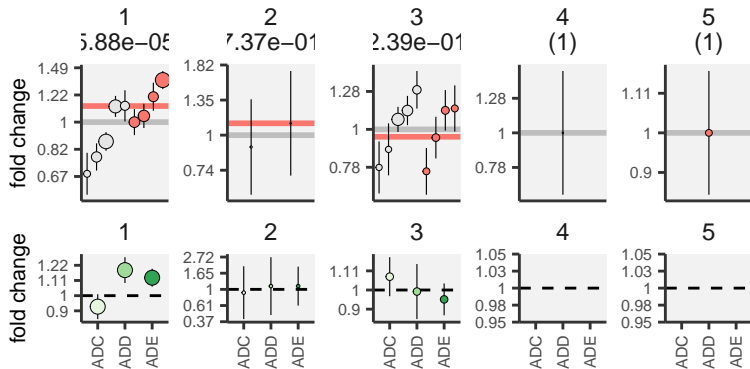 1 2 3 4 5
5.88e−05 7.37e−01 2.39e−01 (1) (1)
fold change
1.49 1.22 1 0.82 0.67
1.82 1.35 1 0.74
1.28 1 0.78
1.28 1 0.78
1.11 1 0.9
1 2 3 4 5
fold change
1.22 1.11 1 0.9
2.72 1.65 1 0.61 0.37
1.11 1 0.9
1.05 1.03 1 0.98 0.95
1.05 1.03 1 0.98 0.95
ADC ADD ADE ADC ADD ADE ADC ADD ADE ADC ADD ADE ADC ADD ADE